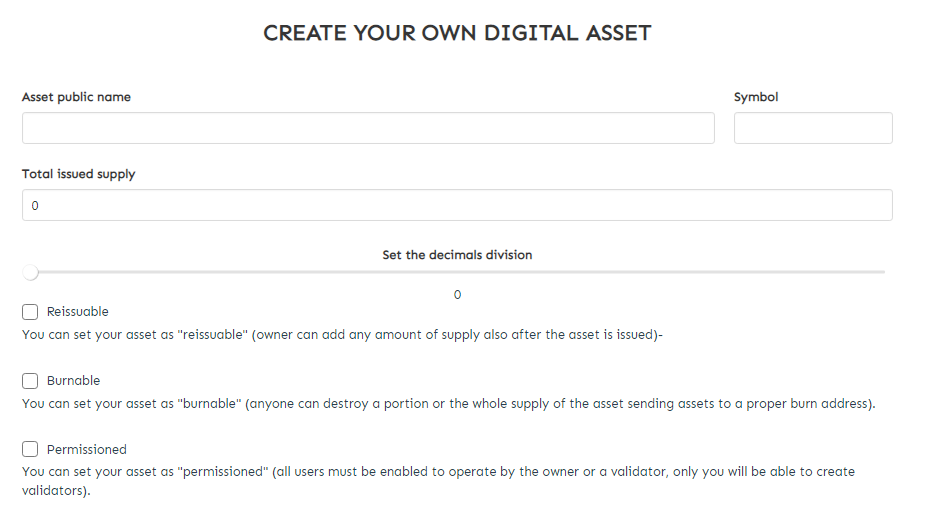 CREATE YOUR OWN DIGITAL ASSET
Asset public name
Symbol
Total issued supply
0
Set the decimals division
0
Reissuable
You can set your asset as "reissuable" (owner can add any amount of supply also after the asset is issued)-
Burnable
You can set your asset as "burnable" (anyone can destroy a portion or the whole supply of the asset sending assets to a proper burn address).
Permissioned
You can set your asset as "permissioned" (all users must be enabled to operate by the owner or a validator, only you will be able to create
validators).